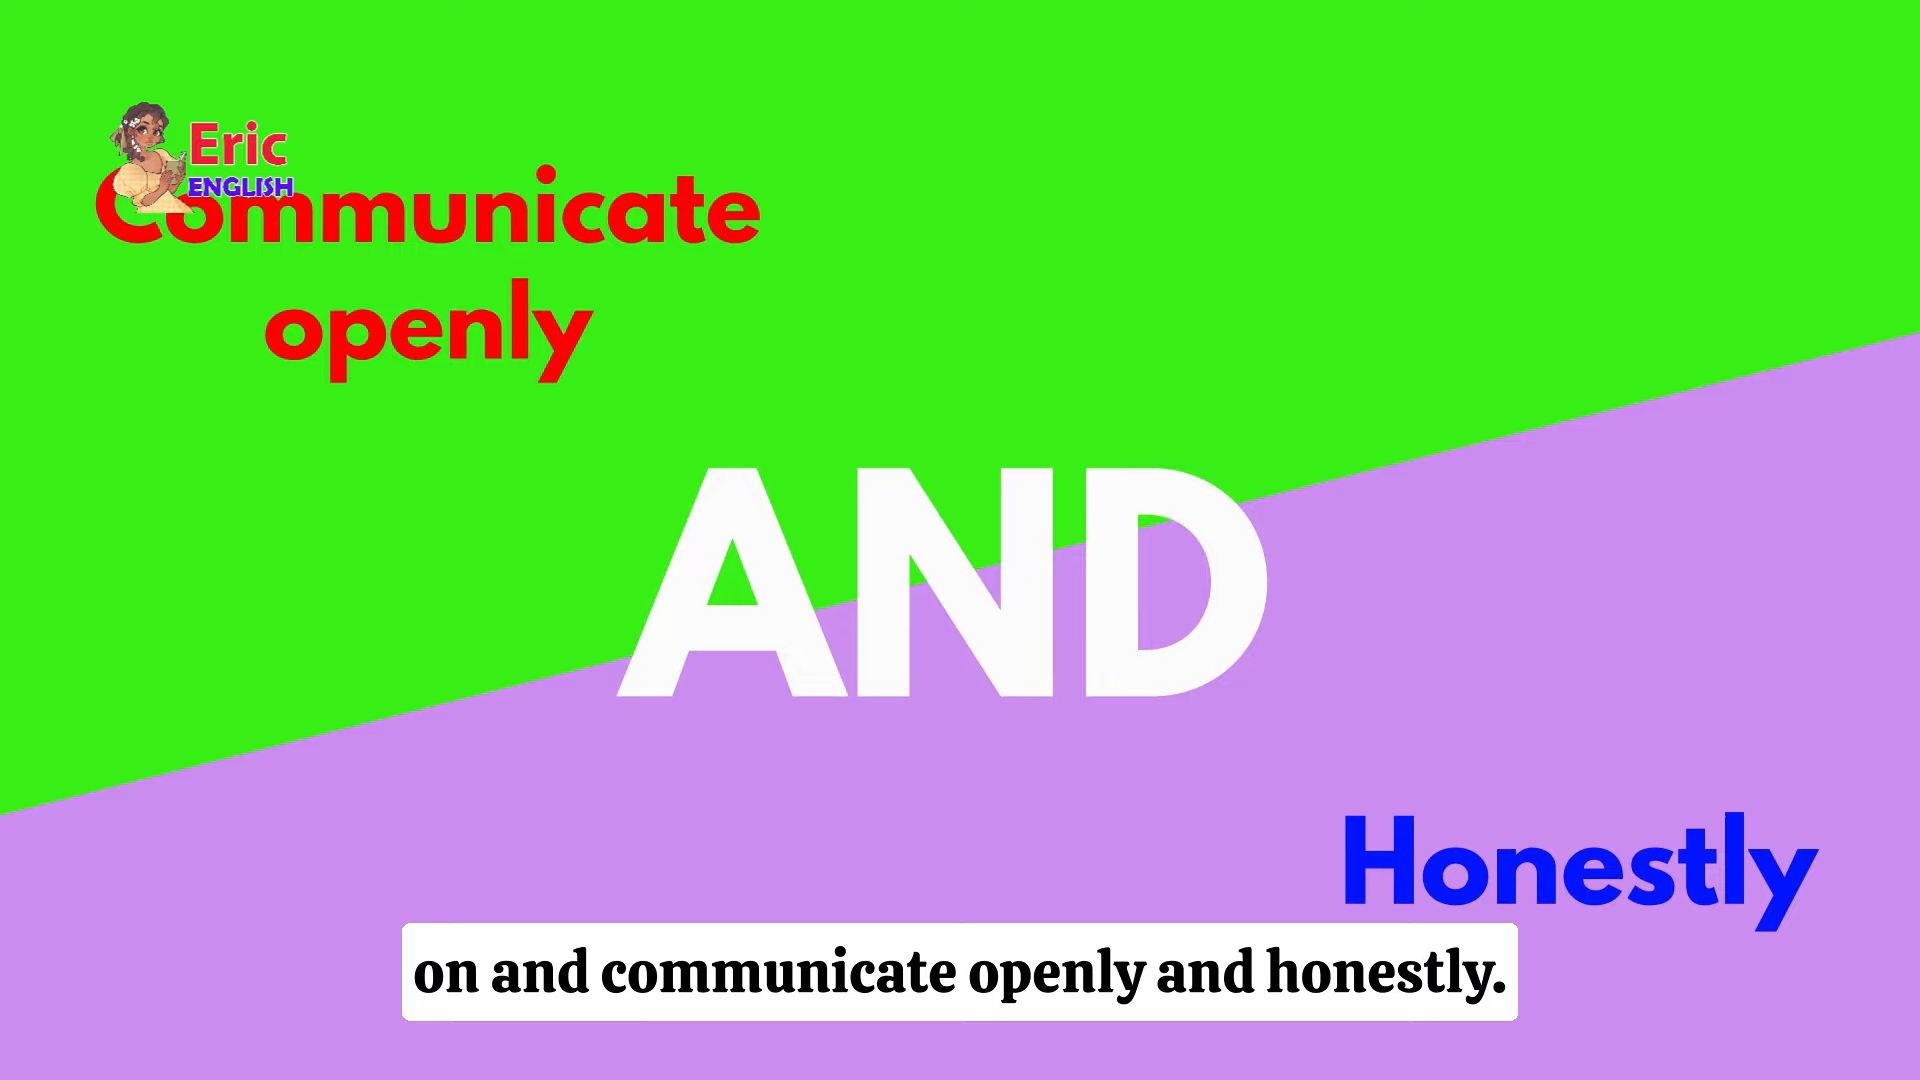 Eric
ENGLISH
Communicate
openly
AND
Honestly
on and communicate openly and honestly.